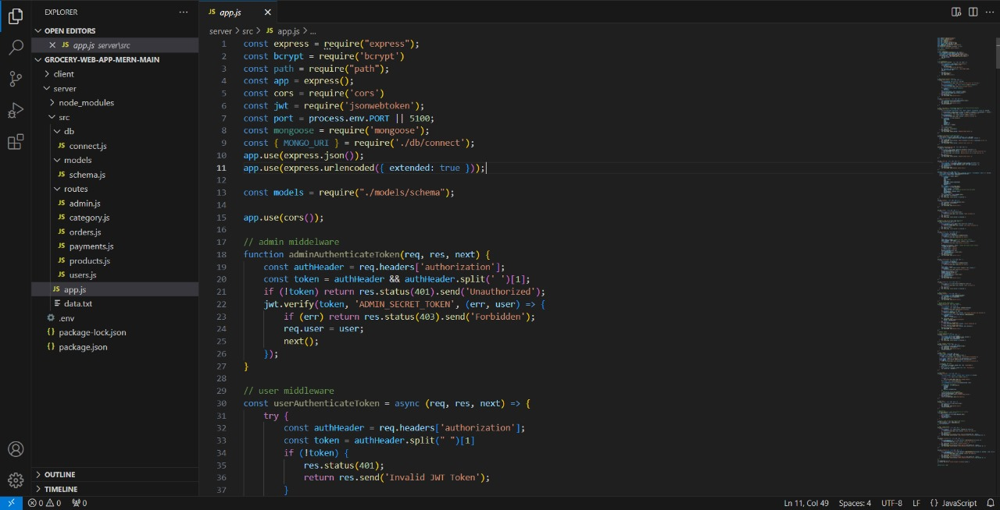 EXPLORER
OPEN EDITORS
JS app.js server\src
GROCERY-WEB-APP-MERN-MAIN
client
server
node_modules
src
db
JS connect.js
models
JS schema.js
routes
JS admin.js
JS category.js
JS orders.js
JS payments.js
JS products.js
JS users.js
JS app.js
data.txt
.env
{} package-lock.json
{} package.json
OUTLINE
TIMELINE
JS app.js
server > src > JS app.js > ...
1 const express = require("express");
2 const bcrypt = require('bcrypt')
3 const path = require("path");
4 const app = express();
5 const cors = require('cors')
6 const jwt = require('jsonwebtoken');
7 const port = process.env.PORT || 5100;
8 const mongoose = require('mongoose');
9 const { MONGO_URI } = require('./db/connect');
10 app.use(express.json());
11 app.use(express.urlencoded({ extended: true }));
12
13 const models = require("./models/schema");
14
15 app.use(cors());
16
17 // admin middelware
18 function adminAuthenticateToken(req, res, next) {
19 const authHeader = req.headers['authorization'];
20 const token = authHeader && authHeader.split(' ')[1];
21 if (!token) return res.status(401).send('Unauthorized');
22 jwt.verify(token, 'ADMIN_SECRET_TOKEN', (err, user) => {
23 if (err) return res.status(403).send('Forbidden');
24 req.user = user;
25 next();
26 });
27 }
28
29 // user middleware
30 const userAuthenticateToken = async (req, res, next) => {
31 try {
32 const authHeader = req.headers['authorization'];
33 const token = authHeader.split(" ")[1]
34 if (!token) {
35 res.status(401);
36 return res.send('Invalid JWT Token');
37 }
0 0 0
Ln 11, Col 49 Spaces: 4 UTF-8 LF {} JavaScript